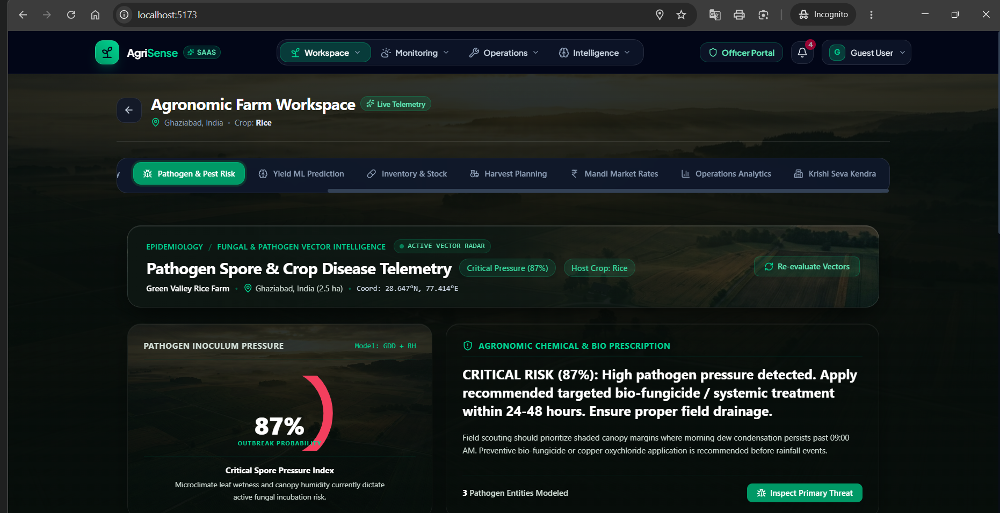 localhost:5173
Incognito
AgriSense
SAAS
Workspace
Monitoring
Operations
Intelligence
Officer Portal
4
G
Guest User
Agronomic Farm Workspace
Live Telemetry
Ghaziabad, India • Crop: Rice
y
Pathogen & Pest Risk
Yield ML Prediction
Inventory & Stock
Harvest Planning
₹ Mandi Market Rates
Operations Analytics
Krishi Seva Kendra
EPIDEMIOLOGY / FUNGAL & PATHOGEN VECTOR INTELLIGENCE
ACTIVE VECTOR RADAR
Pathogen Spore & Crop Disease Telemetry
Critical Pressure (87%)
Host Crop: Rice
Re-evaluate Vectors
Green Valley Rice Farm • Ghaziabad, India (2.5 ha) • Coord: 28.647°N, 77.414°E
PATHOGEN INOCULUM PRESSURE
Model: GDD + RH
87%
OUTBREAK PROBABILITY
Critical Spore Pressure Index
Microclimate leaf wetness and canopy humidity currently dictate
active fungal incubation risk.
AGRONOMIC CHEMICAL & BIO PRESCRIPTION
CRITICAL RISK (87%): High pathogen pressure detected. Apply
recommended targeted bio-fungicide / systemic treatment
within 24-48 hours. Ensure proper field drainage.
Field scouting should prioritize shaded canopy margins where morning dew condensation persists past 09:00
AM. Preventive bio-fungicide or copper oxychloride application is recommended before rainfall events.
3 Pathogen Entities Modeled
Inspect Primary Threat